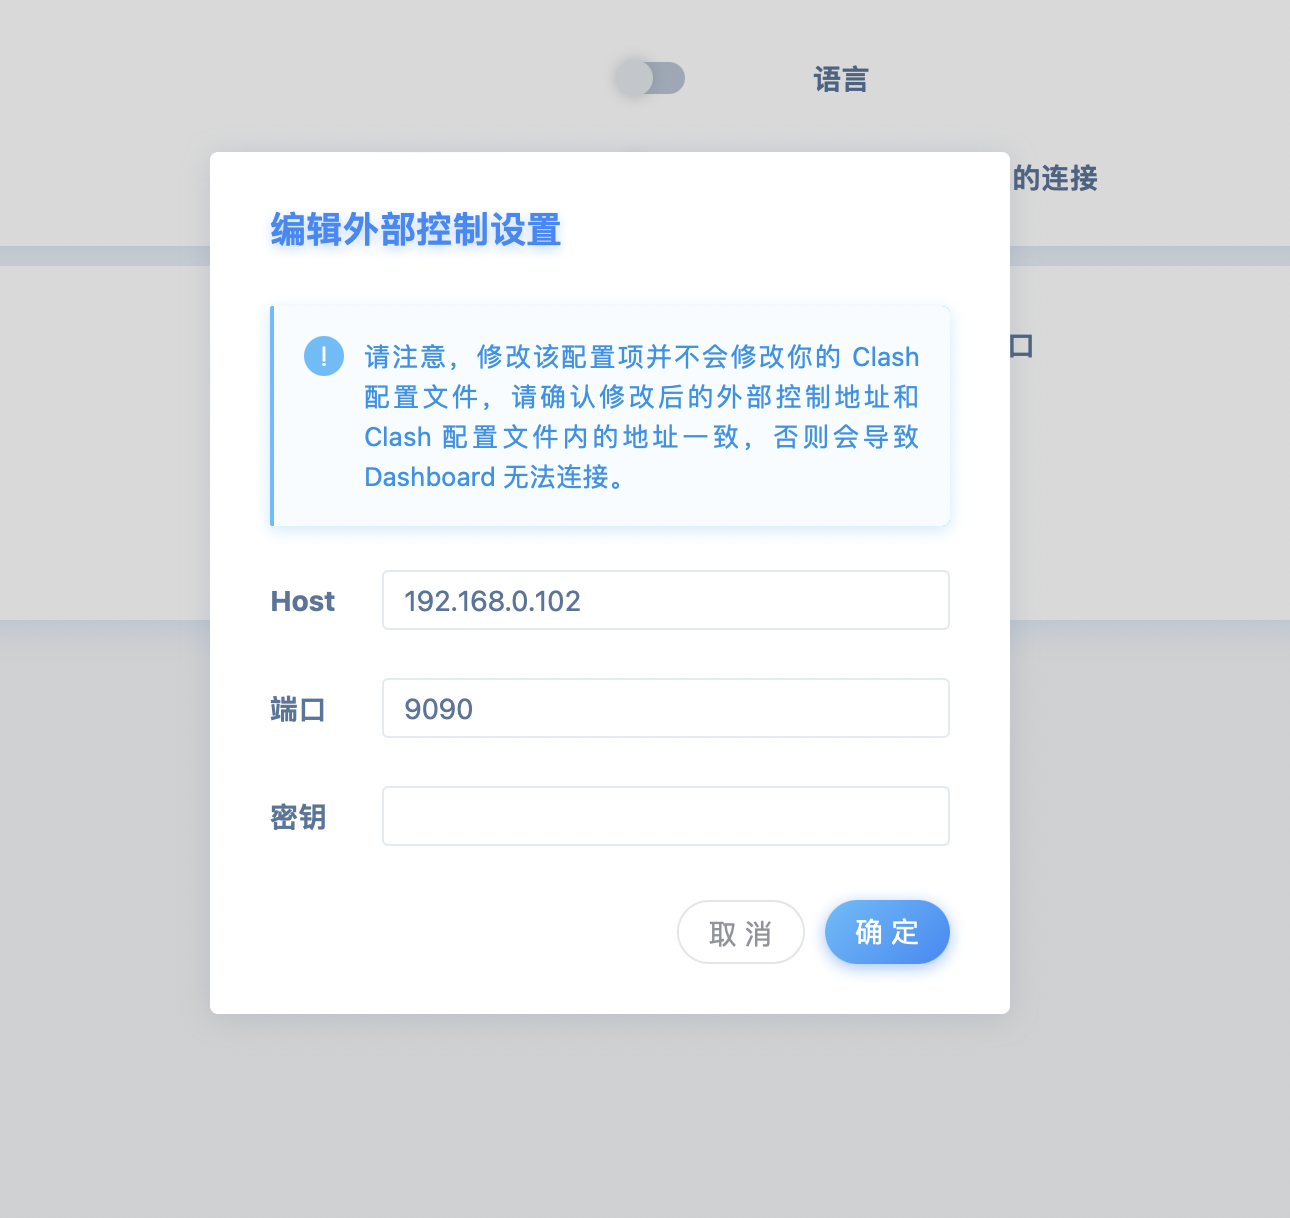 语言
的连接
编辑外部控制设置
口
!
请注意，修改该配置项并不会修改你的 Clash
配置文件，请确认修改后的外部控制地址和
Clash 配置文件内的地址一致，否则会导致
Dashboard 无法连接。
Host 192.168.0.102
端口 9090
密钥
取 消 确 定